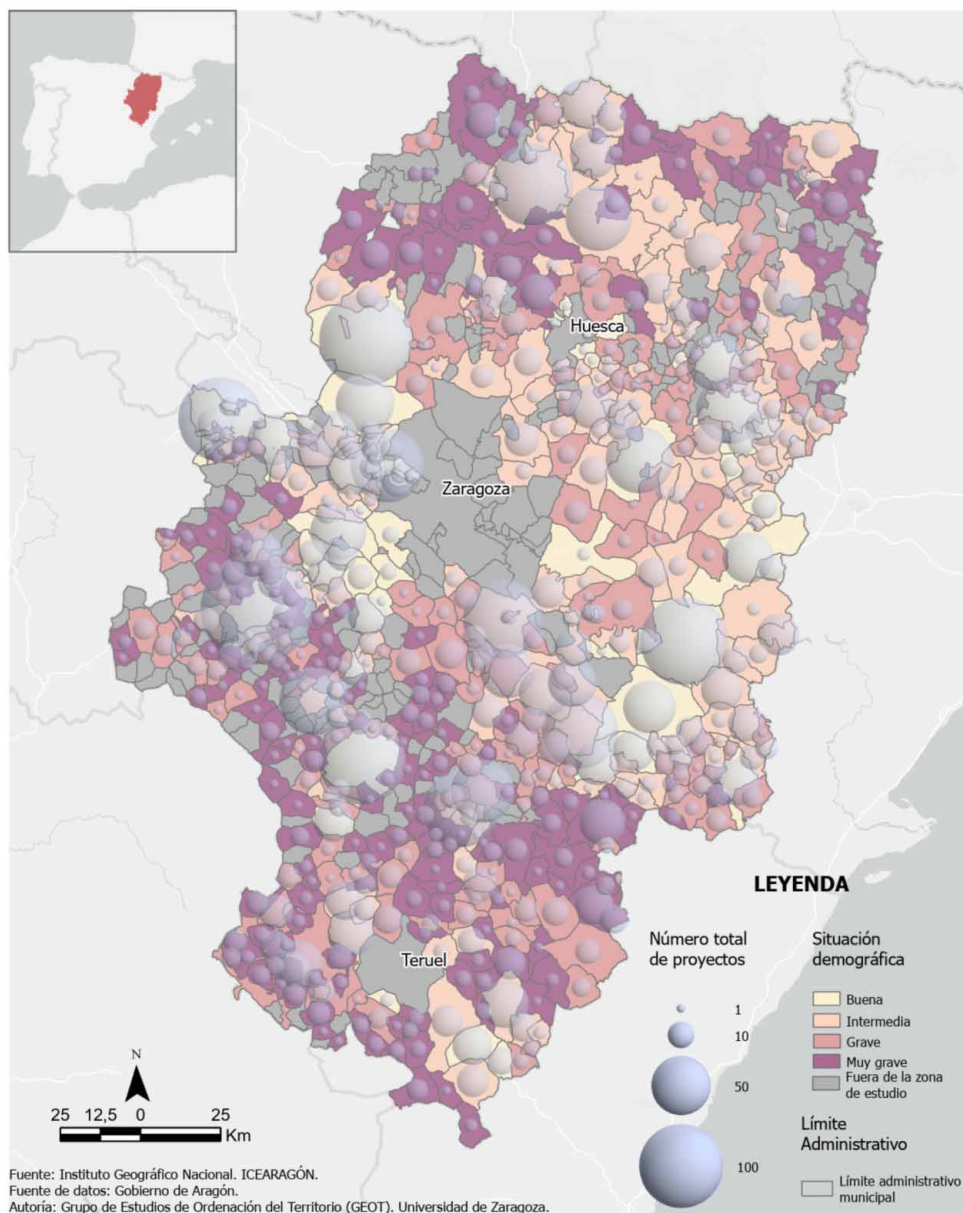 Huesca
Zaragoza
Teruel
LEYENDA
Número total
de proyectos
1
10
50
100
Situación
demográfica
Buena
Intermedia
Grave
Muy grave
Fuera de la zona
de estudio
Límite
Administrativo
Límite administrativo
municipal
N
25 12,5 0 25
Km
Fuente: Instituto Geográfico Nacional. ICEARAGÓN.
Fuente de datos: Gobierno de Aragón.
Autoría: Grupo de Estudios de Ordenación del Territorio (GEOT). Universidad de Zaragoza.